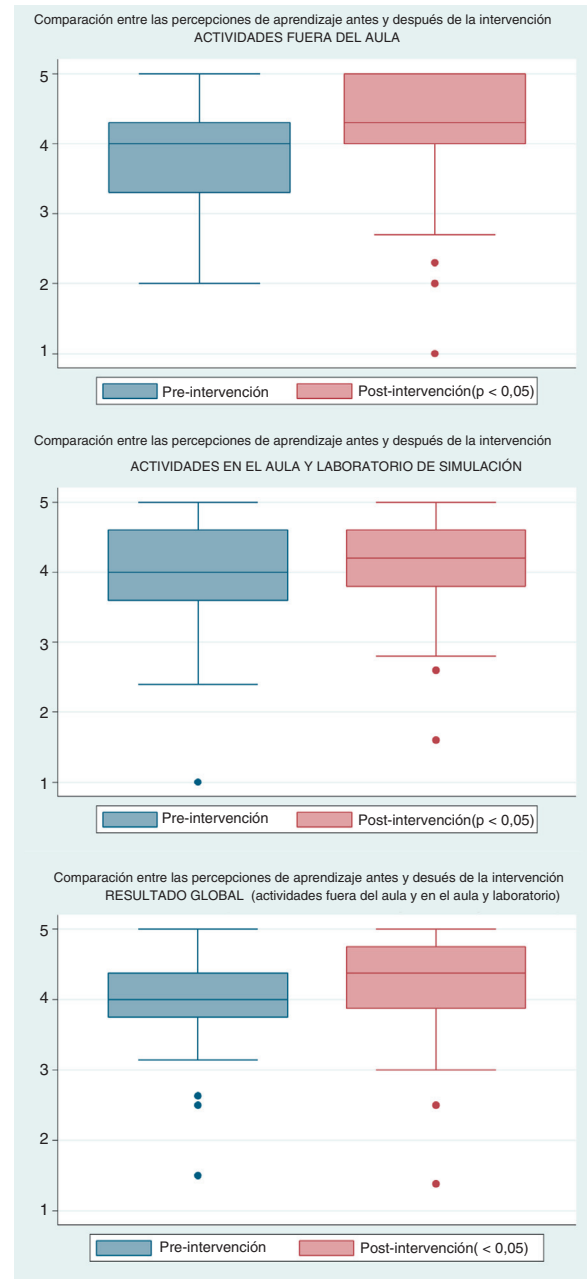 Comparación entre las percepciones de aprendizaje antes y después de la intervención
ACTIVIDADES FUERA DEL AULA
5
4
3
2
1
Pre-intervención Post-intervención(p < 0,05)
Comparación entre las percepciones de aprendizaje antes y después de la intervención
ACTIVIDADES EN EL AULA Y LABORATORIO DE SIMULACIÓN
5
4
3
2
1
Pre-intervención Post-intervención(p < 0,05)
Comparación entre las percepciones de aprendizaje antes y desués de la intervención
RESULTADO GLOBAL (actividades fuera del aula y en el aula y laboratorio)
5
4
3
2
1
Pre-intervención Post-intervención( < 0,05)